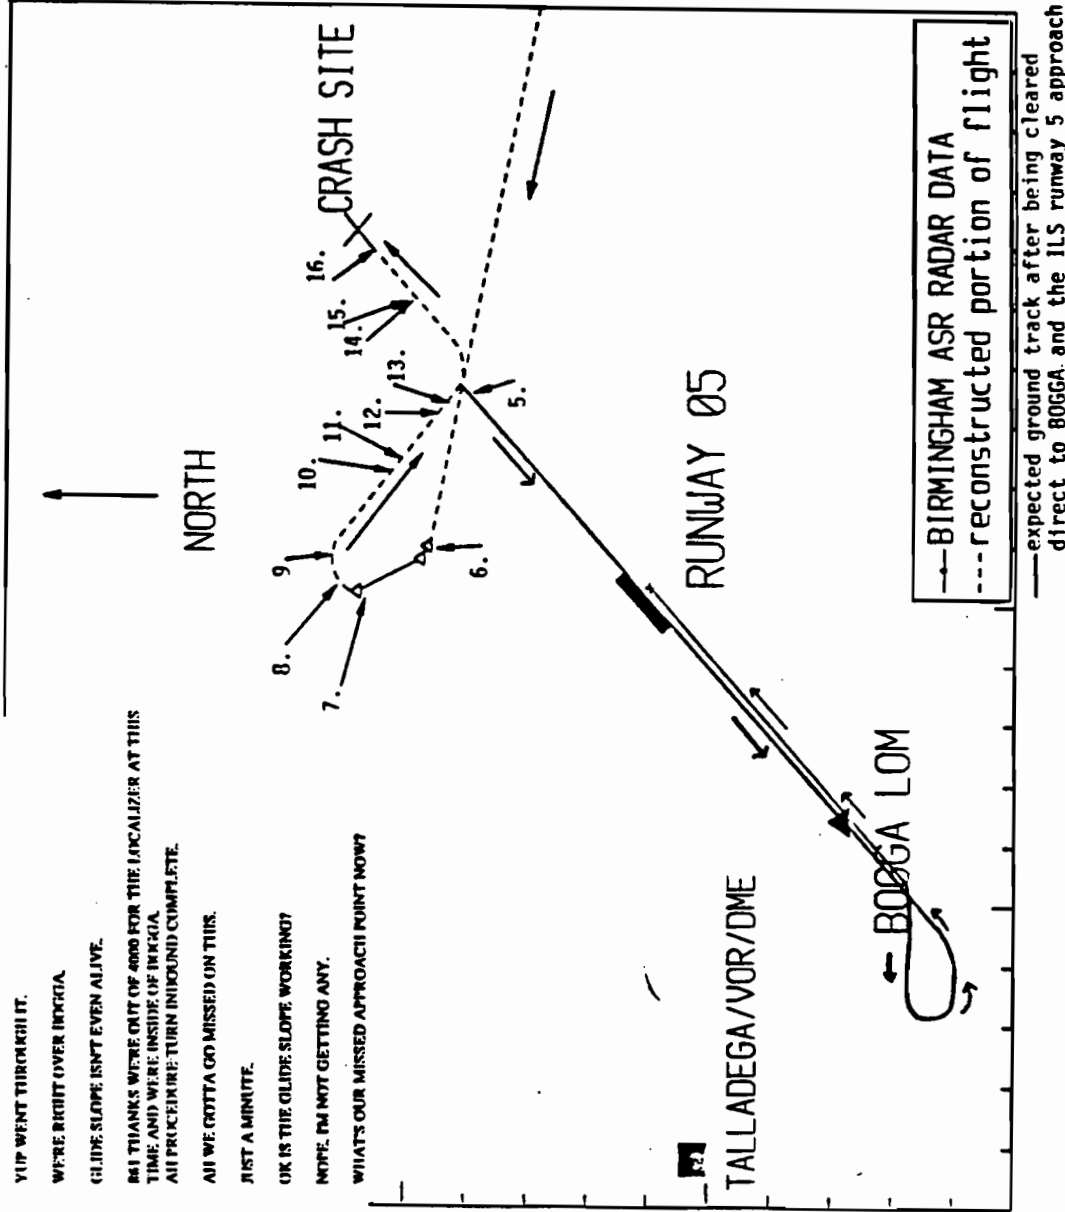 YUP WENT THROUGH IT.
WE'RE RIGHT OVER BOGGA.
GLIDE SLOPE ISN'T EVEN ALIVE.
861 THANKS WE'RE OUT OF 4000 FOR THE LOCALIZER AT THIS
TIME AND WE'RE INSIDE OF BOGGA.
AH PROCEDURE TURN INBOUND COMPLETE.
AH WE GOTTA GO MISSED ON THIS.
JUST A MINUTE.
OK IS THE GLIDE SLOPE WORKING?
NOPE. I'M NOT GETTING ANY.
WHAT'S OUR MISSED APPROACH POINT NOW?
NORTH
CRASH SITE
5.
6.
7.
8.
9
10.
11.
12.
13.
14.
15.
16.
RUNWAY 05
BOGGA LOM
TALLADEGA/VOR/DME
BIRMINGHAM ASR RADAR DATA
---reconstructed portion of flight
expected ground track after being cleared
direct to BOGGA and the ILS runway 5 approach